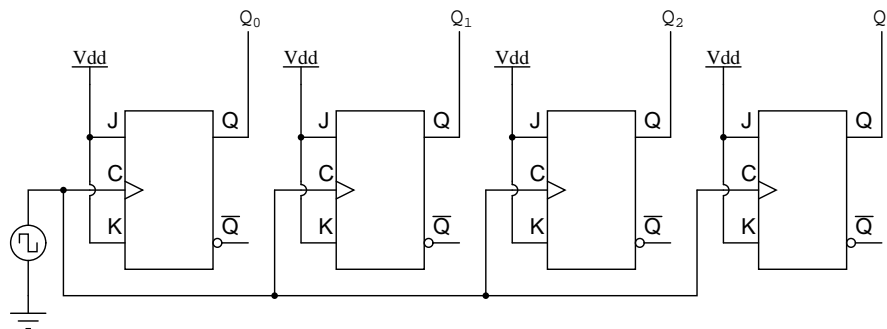 Q0 Q1 Q2 Q
Vdd Vdd Vdd Vdd
J Q J Q J Q J Q
C C C C
K Q̅ K Q̅ K Q̅ K Q̅